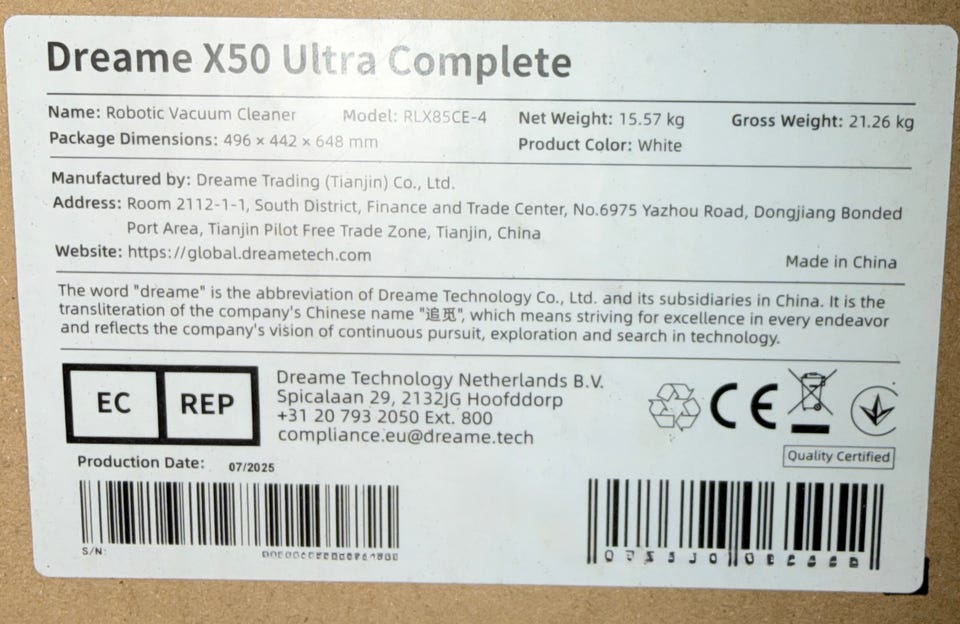 Dreame X50 Ultra Complete
Name: Robotic Vacuum Cleaner Model: RLX85CE-4 Net Weight: 15.57 kg Gross Weight: 21.26 kg
Package Dimensions: 496 × 442 × 648 mm Product Color: White
Manufactured by: Dreame Trading (Tianjin) Co., Ltd.
Address: Room 2112-1-1, South District, Finance and Trade Center, No.6975 Yazhou Road, Dongjiang Bonded
Port Area, Tianjin Pilot Free Trade Zone, Tianjin, China
Website: https://global.dreametech.com
Made in China
The word "dreame" is the abbreviation of Dreame Technology Co., Ltd. and its subsidiaries in China. It is the
transliteration of the company's Chinese name "追觅", which means striving for excellence in every endeavor
and reflects the company's vision of continuous pursuit, exploration and search in technology.
EC REP
Dreame Technology Netherlands B.V.
Spicalaan 29, 2132JG Hoofddorp
+31 20 793 2050 Ext. 800
compliance.eu@dreame.tech
CE
Quality Certified
Production Date: 07/2025
S/N: